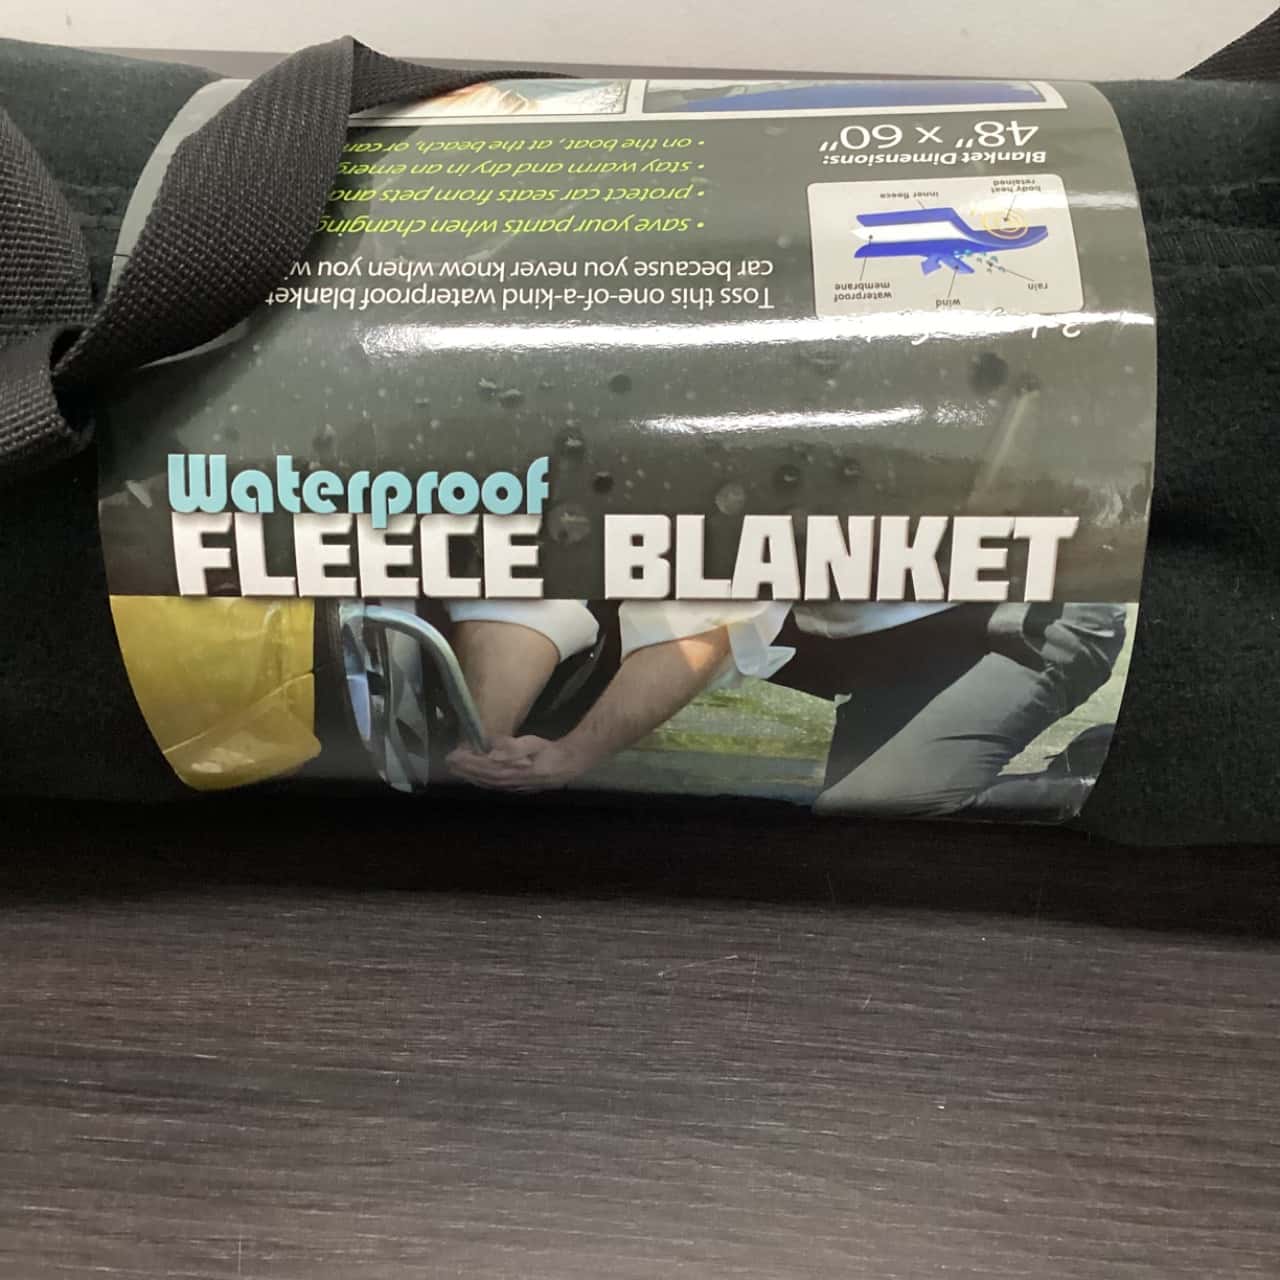 Waterproof
FLEECE BLANKET
Toss this one-of-a-kind waterproof blanket
car because you never know when you
• save your pants when changing
• protect car seats from pets and
• stay warm and dry in an
• on the boat, at the beach, or
rain
wind
waterproof
membrane
inner fleece
body heat
retained
Blanket Dimensions:
48" x 60"